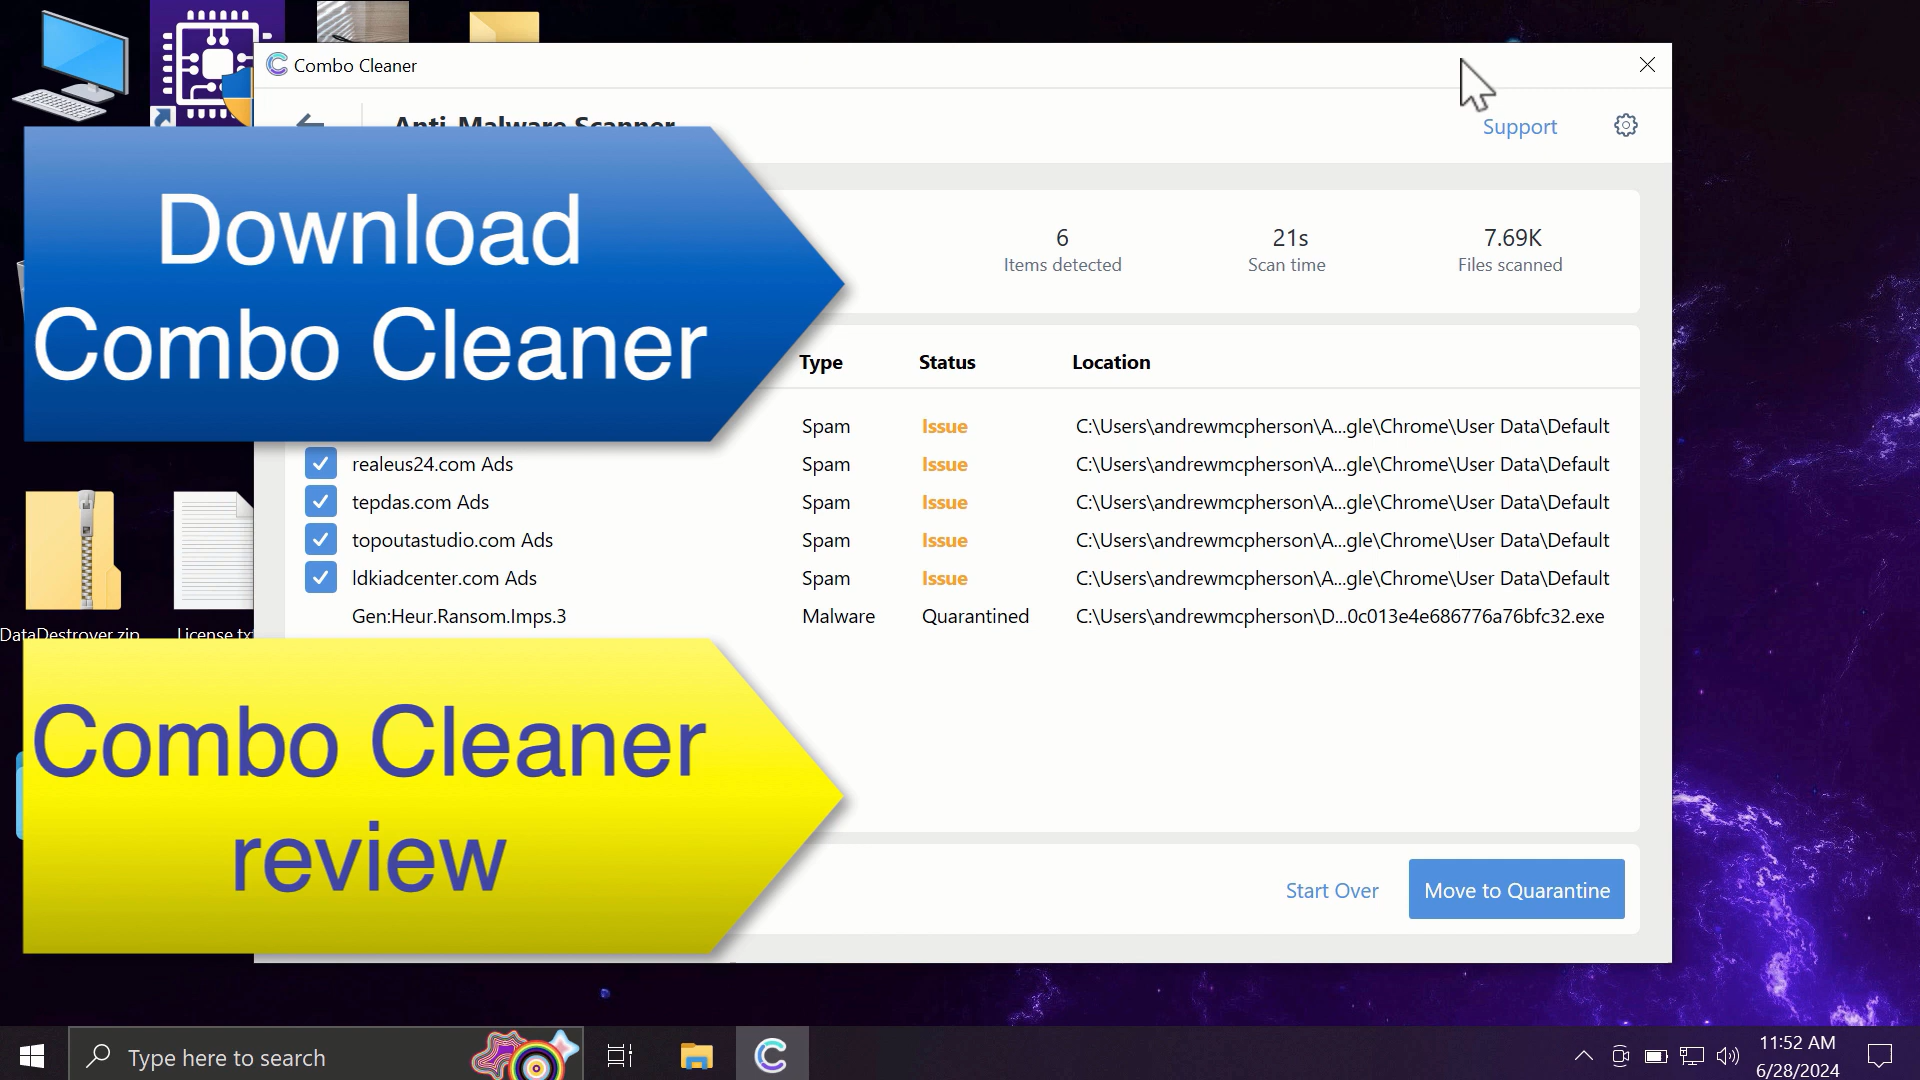 Combo Cleaner
Anti-Malware Scanner
Support
Download
Combo Cleaner
6
Items detected
21s
Scan time
7.69K
Files scanned
Type Status Location
Spam Issue C:\Users\andrewmcpherson\A...gle\Chrome\User Data\Default
realeus24.com Ads Spam Issue C:\Users\andrewmcpherson\A...gle\Chrome\User Data\Default
tepdas.com Ads Spam Issue C:\Users\andrewmcpherson\A...gle\Chrome\User Data\Default
topoutastudio.com Ads Spam Issue C:\Users\andrewmcpherson\A...gle\Chrome\User Data\Default
ldkiadcenter.com Ads Spam Issue C:\Users\andrewmcpherson\A...gle\Chrome\User Data\Default
Gen:Heur.Ransom.Imps.3 Malware Quarantined C:\Users\andrewmcpherson\D...0c013e4e686776a76bfc32.exe
DataDestroyer.zip
License.txt
Combo Cleaner
review
Start Over
Move to Quarantine
Type here to search
11:52 AM
6/28/2024